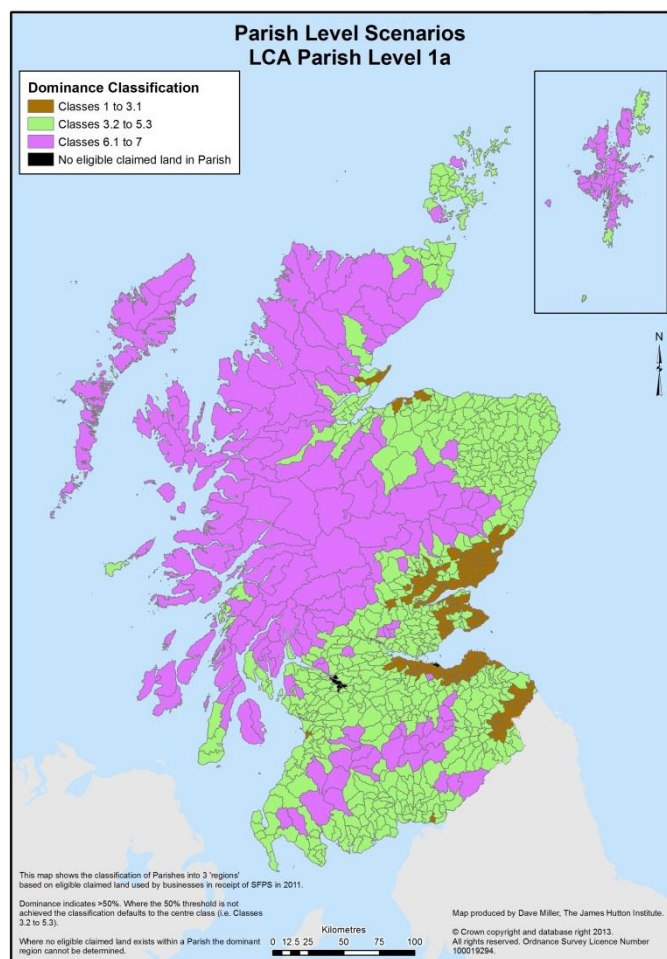 Parish Level Scenarios
LCA Parish Level 1a
Dominance Classification
Classes 1 to 3.1
Classes 3.2 to 5.3
Classes 6.1 to 7
No eligible claimed land in Parish
N
This map shows the classification of Parishes into 3 'regions'
based on eligible claimed land used by businesses in receipt of SFPS in 2011.
Dominance indicates >50%. Where the 50% threshold is not
achieved the classification defaults to the centre class (i.e. Classes
3.2 to 5.3).
Where no eligible claimed land exists within a Parish the dominant
region cannot be determined.
Kilometres
0 12.5 25 50 75 100
Map produced by Dave Miller, The James Hutton Institute.
© Crown copyright and database right 2013.
All rights reserved. Ordnance Survey Licence Number
100019294.